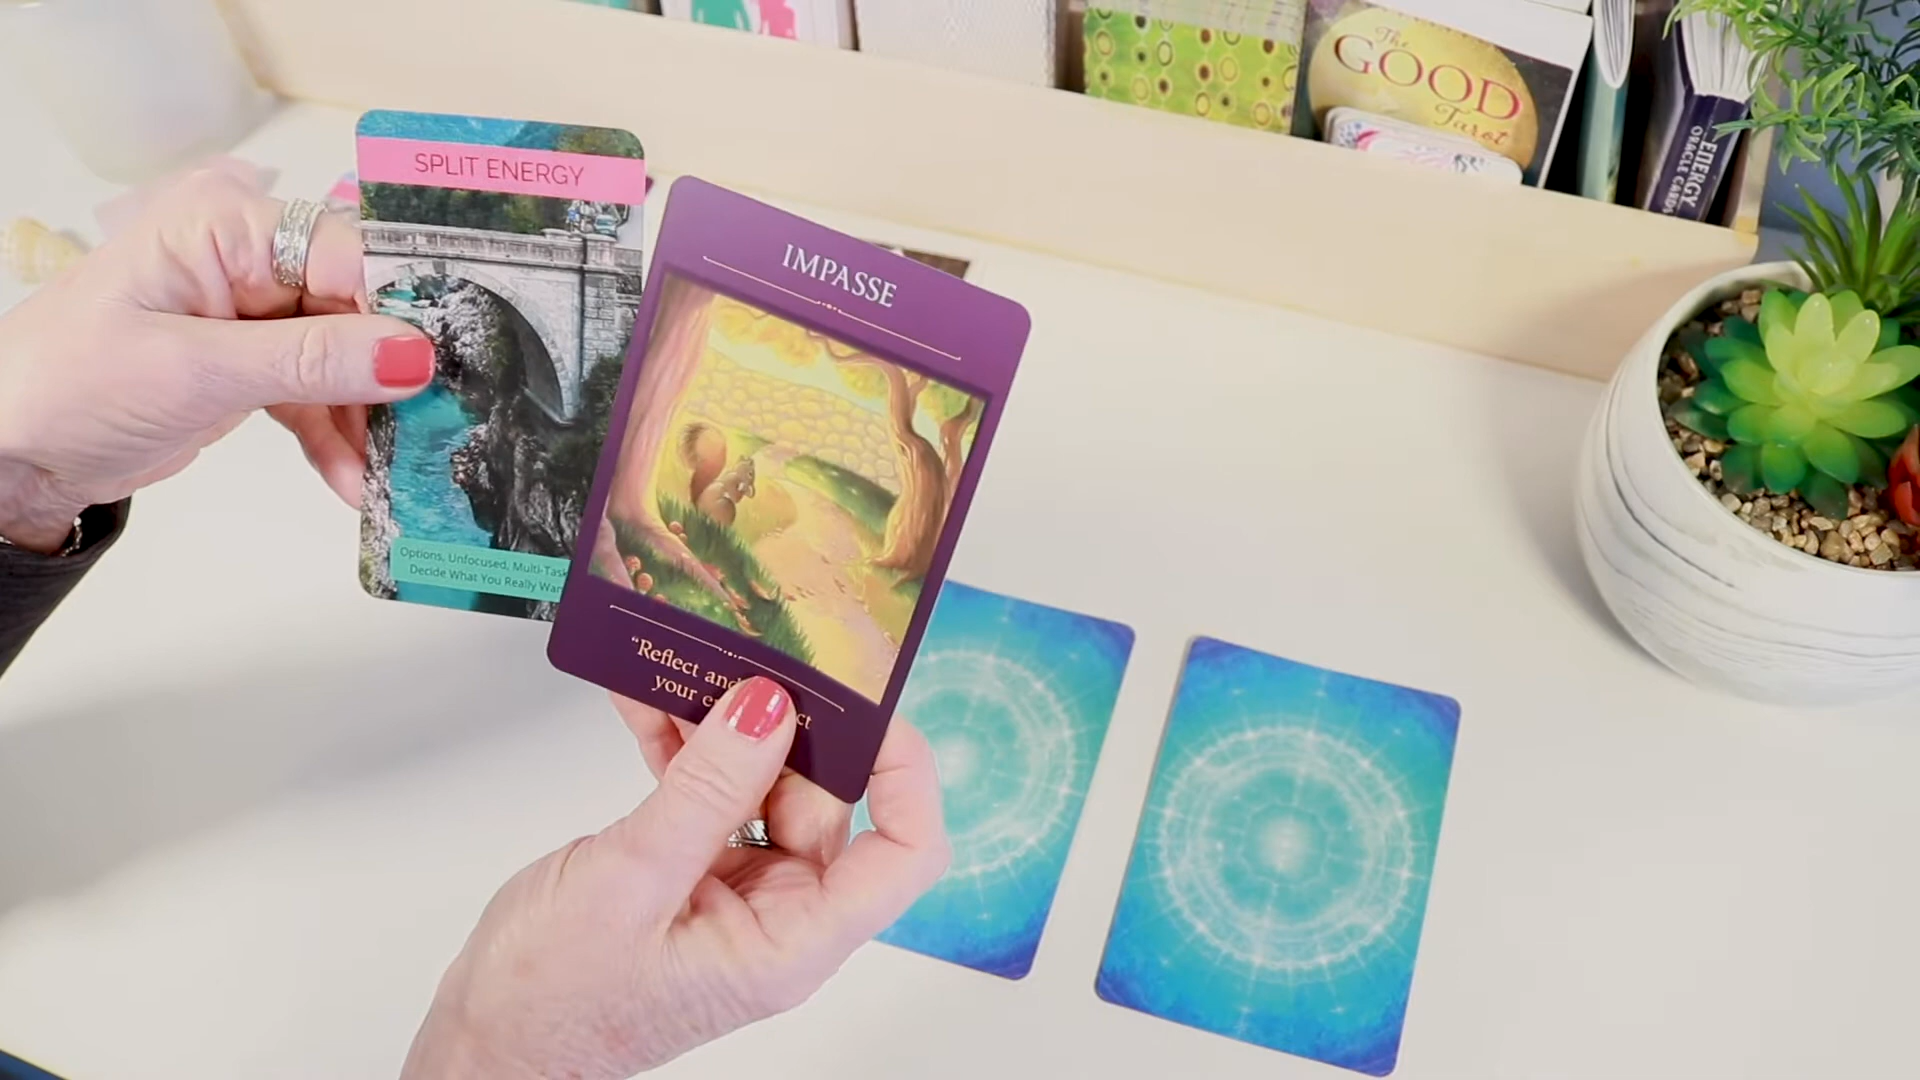 The
GOOD
Tarot
ENERGY
ORACLE CARDS
SPLIT ENERGY
Options, Unfocused, Multi-Task
Decide What You Really Wan
IMPASSE
"Reflect and
your